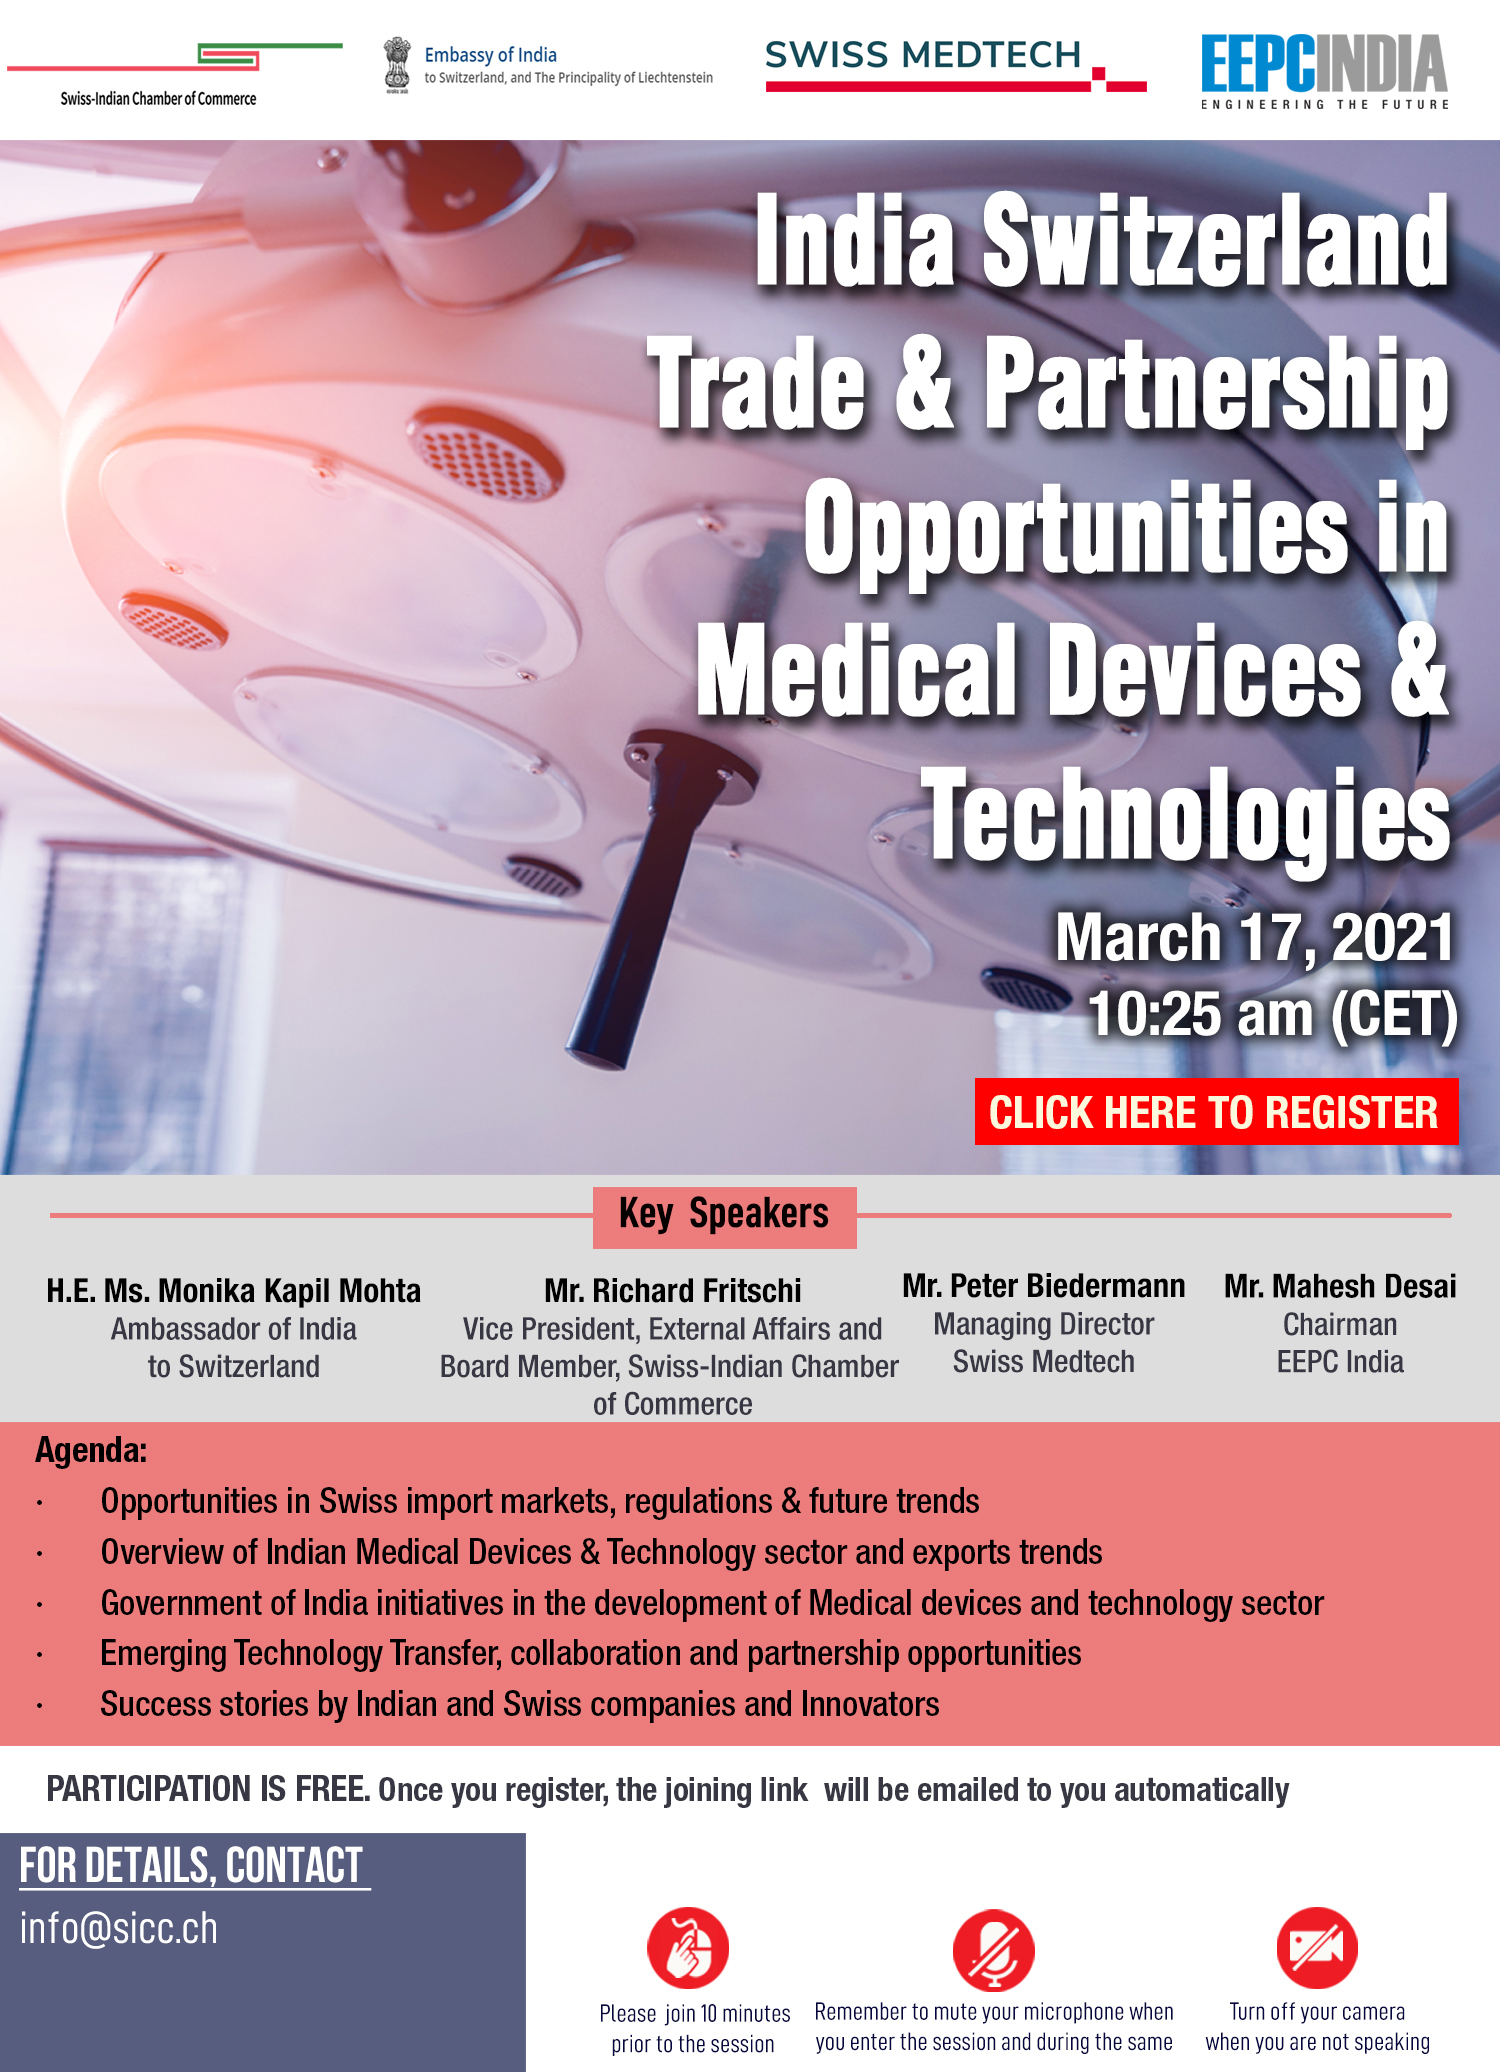 Swiss-Indian Chamber of Commerce
Embassy of India
to Switzerland, and The Principality of Liechtenstein
SWISS MEDTECH
EEPCINDIA
ENGINEERING THE FUTURE
India Switzerland
Trade & Partnership
Opportunities in
Medical Devices &
Technologies
March 17, 2021
10:25 am (CET)
CLICK HERE TO REGISTER
Key Speakers
H.E. Ms. Monika Kapil Mohta
Ambassador of India
to Switzerland
Mr. Richard Fritschi
Vice President, External Affairs and
Board Member, Swiss-Indian Chamber
of Commerce
Mr. Peter Biedermann
Managing Director
Swiss Medtech
Mr. Mahesh Desai
Chairman
EEPC India
Agenda:
· Opportunities in Swiss import markets, regulations & future trends
· Overview of Indian Medical Devices & Technology sector and exports trends
· Government of India initiatives in the development of Medical devices and technology sector
· Emerging Technology Transfer, collaboration and partnership opportunities
· Success stories by Indian and Swiss companies and Innovators
PARTICIPATION IS FREE. Once you register, the joining link will be emailed to you automatically
FOR DETAILS, CONTACT
info@sicc.ch
Please join 10 minutes
prior to the session
Remember to mute your microphone when
you enter the session and during the same
Turn off your camera
when you are not speaking